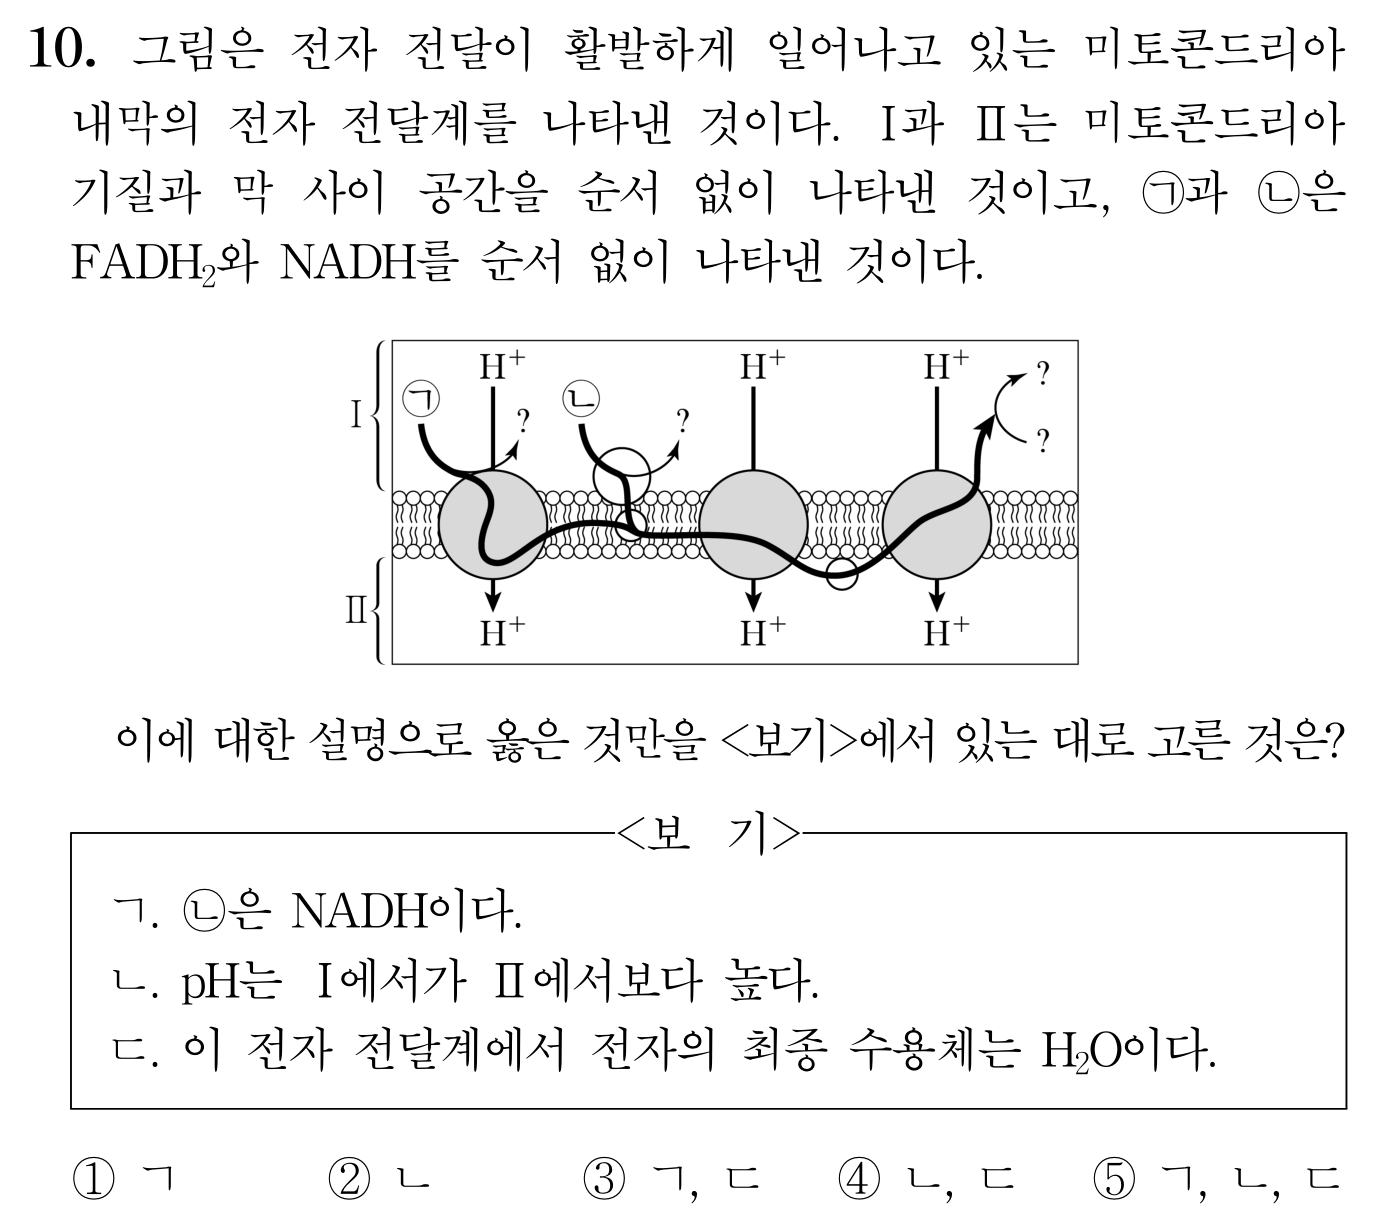 10. 그림은 전자 전달이 활발하게 일어나고 있는 미토콘드리아
내막의 전자 전달계를 나타낸 것이다. Ⅰ과 Ⅱ는 미토콘드리아
기질과 막 사이 공간을 순서 없이 나타낸 것이고, ㉠과 ㉡은
FADH₂와 NADH를 순서 없이 나타낸 것이다.
H⁺ H⁺ H⁺ ?
Ⅰ ㉠ ? ㉡ ? ?
Ⅱ
H⁺ H⁺ H⁺
이에 대한 설명으로 옳은 것만을 <보기>에서 있는 대로 고른 것은?
<보 기>
ㄱ. ㉡은 NADH이다.
ㄴ. pH는 Ⅰ에서가 Ⅱ에서보다 높다.
ㄷ. 이 전자 전달계에서 전자의 최종 수용체는 H₂O이다.
① ㄱ ② ㄴ ③ ㄱ, ㄷ ④ ㄴ, ㄷ ⑤ ㄱ, ㄴ, ㄷ